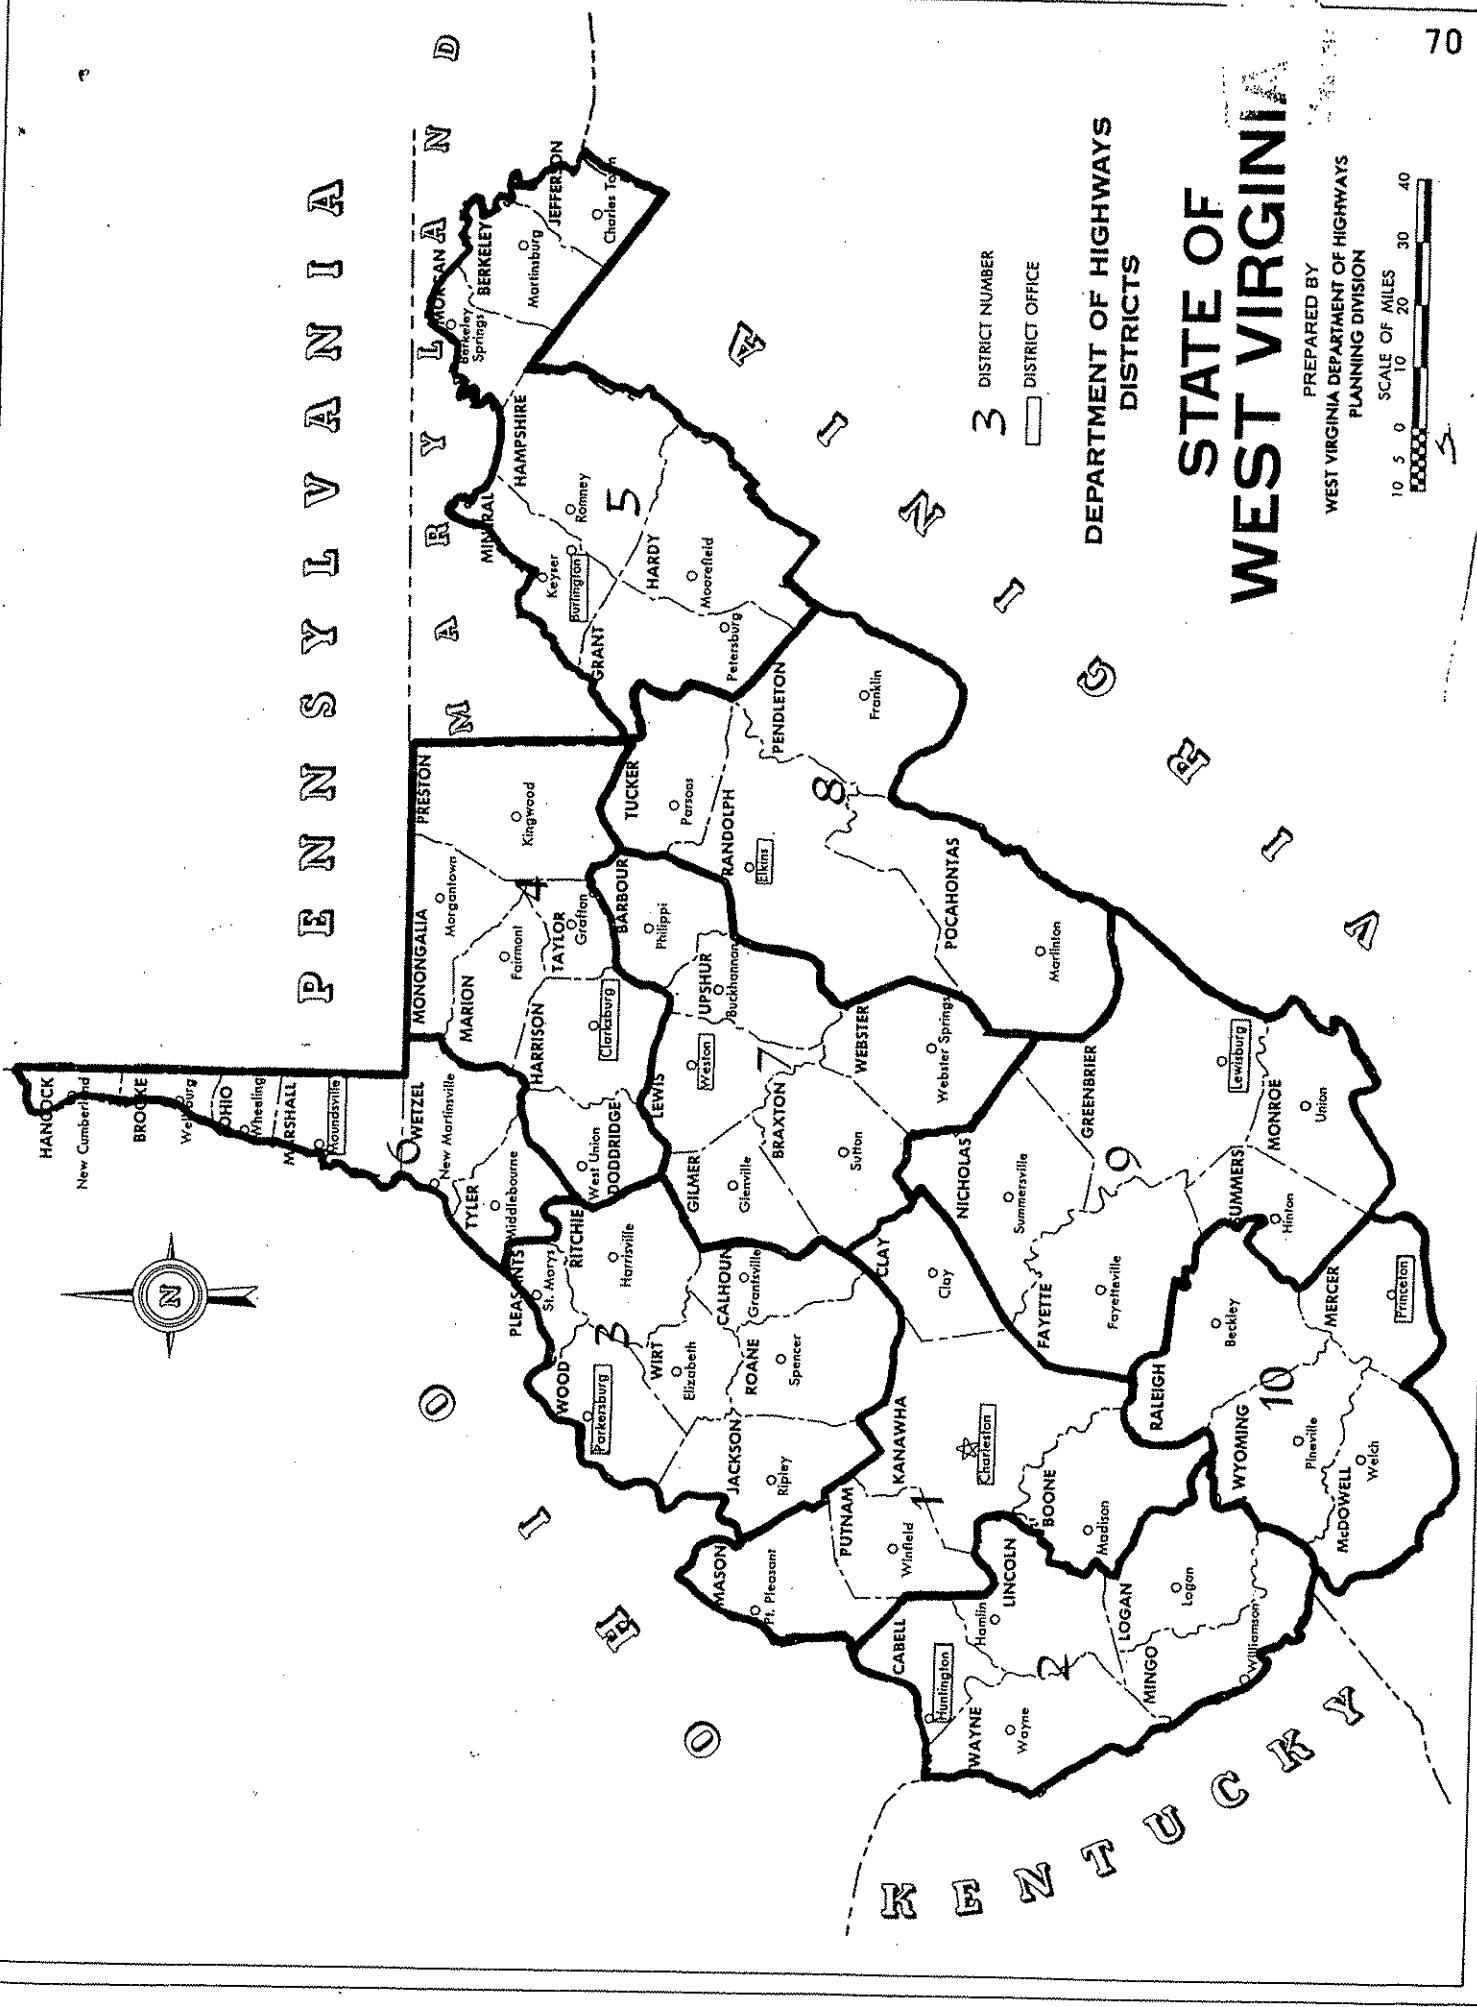 70
PENNSYLVANIA
MARYLAND
OHIO
KENTUCKY
VIRGINIA
N
HANCOCK
New Cumberland
BROOKE
Wellsburg
OHIO
Wheeling
MARSHALL
Moundsville
6
WETZEL
New Martinsville
TYLER
Middlebourne
PLEASANTS
St. Marys
RITCHIE
Harrisville
WOOD
Parkersburg
3
WIRT
Elizabeth
CALHOUN
Grantsville
ROANE
Spencer
JACKSON
Ripley
MONONGALIA
Morgantown
PRESTON
Kingwood
MARION
Fairmont
4
TAYLOR
Grafton
HARRISON
Clarksburg
DODDRIDGE
West Union
BARBOUR
Philippi
LEWIS
Weston
UPSHUR
Buckhannon
7
GILMER
Glenville
BRAXTON
Sutton
WEBSTER
Webster Springs
TUCKER
Parsons
RANDOLPH
Elkins
PENDLETON
Franklin
8
POCAHONTAS
Marlinton
MINERAL
Keyser
Burlington
HAMPSHIRE
Romney
5
GRANT
Petersburg
HARDY
Moorefield
MORGAN
Berkeley
Springs
BERKELEY
Martinsburg
JEFFERSON
Charles Town
MASON
Pt. Pleasant
PUTNAM
Winfield
KANAWHA
Charleston
1
CLAY
Clay
BOONE
Madison
CABELL
Huntington
LINCOLN
Hamlin
WAYNE
Wayne
2
LOGAN
Logan
MINGO
Williamson
NICHOLAS
Summersville
GREENBRIER
Lewisburg
FAYETTE
Fayetteville
9
SUMMERS
Hinton
MONROE
Union
RALEIGH
Beckley
10
WYOMING
Pineville
McDOWELL
Welch
MERCER
Princeton
3 DISTRICT NUMBER
DISTRICT OFFICE
DEPARTMENT OF HIGHWAYS
DISTRICTS
STATE OF
WEST VIRGINIA
PREPARED BY
WEST VIRGINIA DEPARTMENT OF HIGHWAYS
PLANNING DIVISION
SCALE OF MILES
10 5 0 10 20 30 40